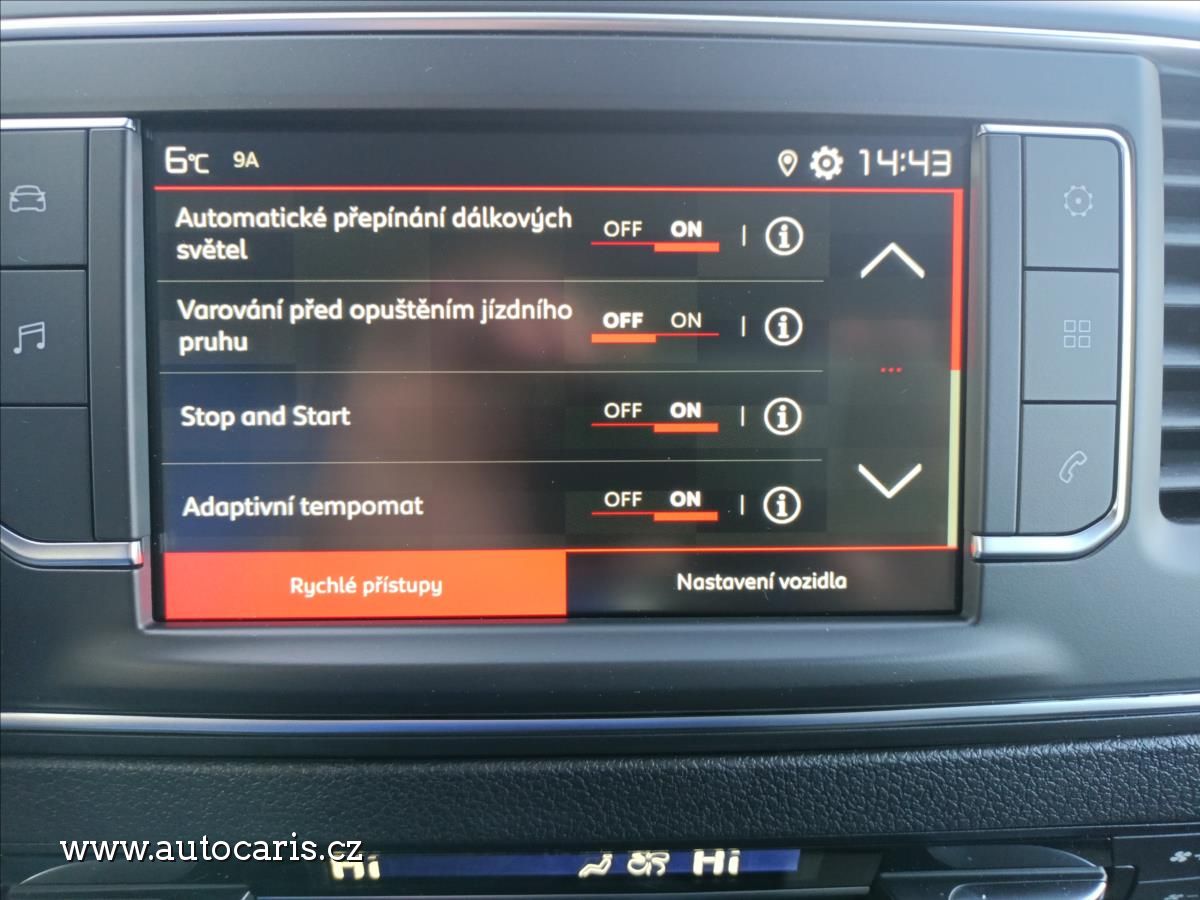 6°C 9A 14:43
Automatické přepínání dálkových
světel
OFF ON
Varování před opuštěním jízdního
pruhu
OFF ON
Stop and Start OFF ON
Adaptivní tempomat OFF ON
Rychlé přístupy Nastavení vozidla
www.autocaris.cz
Hi Hi